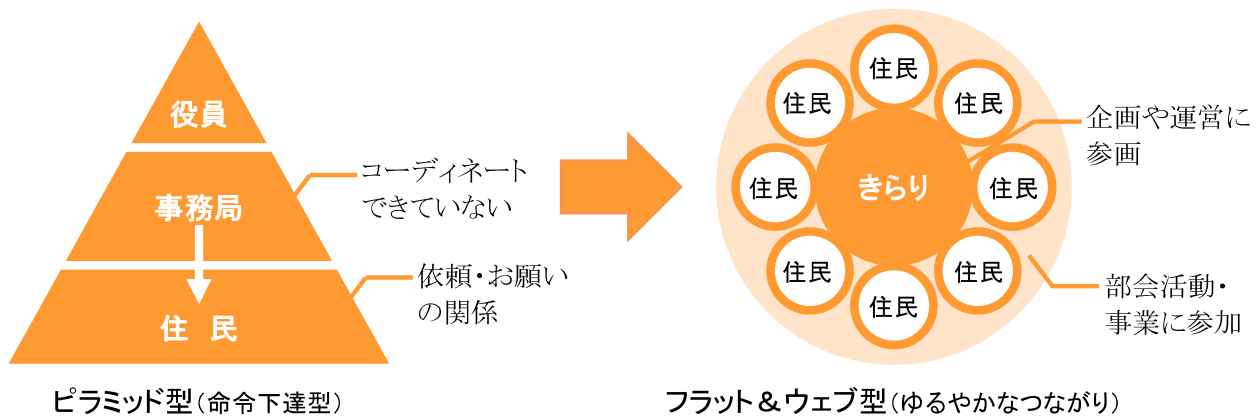 役員
事務局
住 民
コーディネート
できていない
依頼・お願い
の関係
ピラミッド型(命令下達型)
住民
住民
住民
住民
きらり
住民
住民
住民
住民
企画や運営に
参画
部会活動・
事業に参加
フラット&ウェブ型(ゆるやかなつながり)